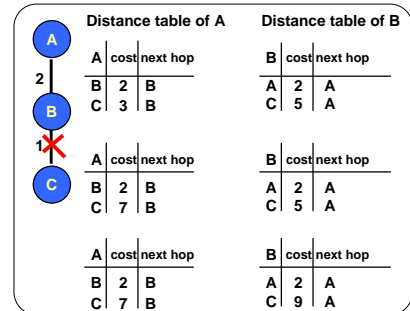 Distance table of A
Distance table of B
A
2
B
1
C
A cost next hop
B 2 B
C 3 B
B cost next hop
A 2 A
C 5 A
A cost next hop
B 2 B
C 7 B
B cost next hop
A 2 A
C 5 A
A cost next hop
B 2 B
C 7 B
B cost next hop
A 2 A
C 9 A